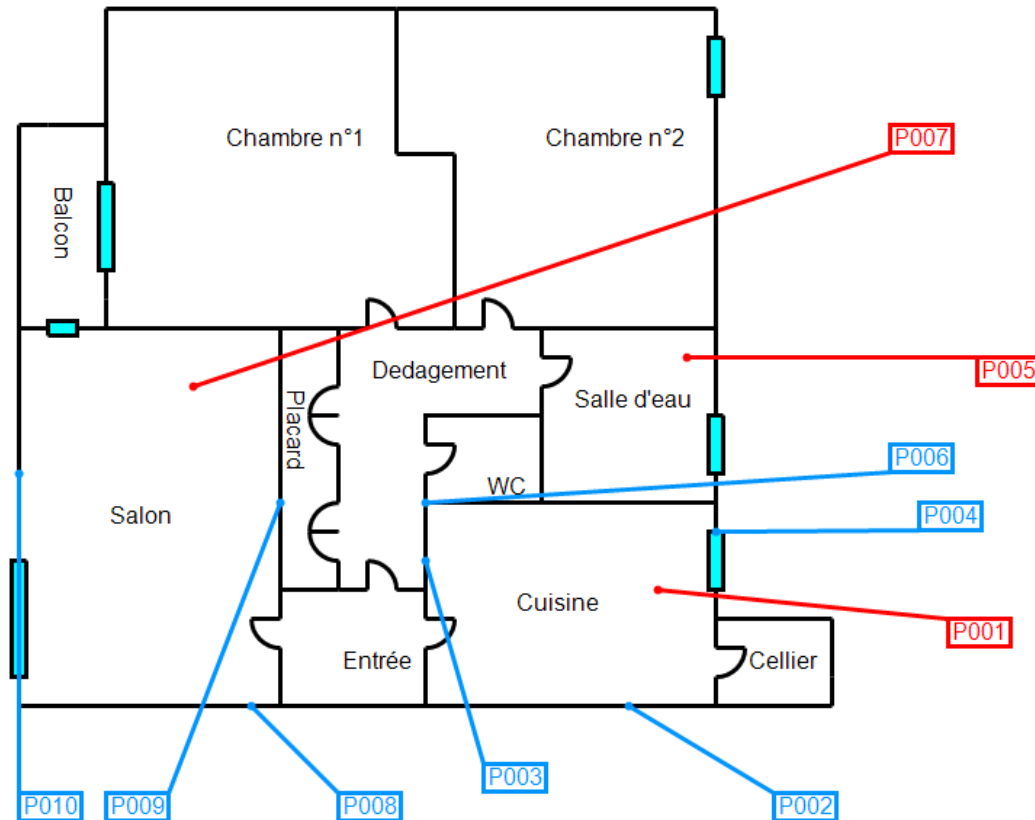 Chambre n°1
Chambre n°2
P007
Balcon
Dedagement
P005
Placard
Salle d'eau
P006
WC
Salon
P004
Cuisine
P001
Entrée
Cellier
P003
P010
P009
P008
P002